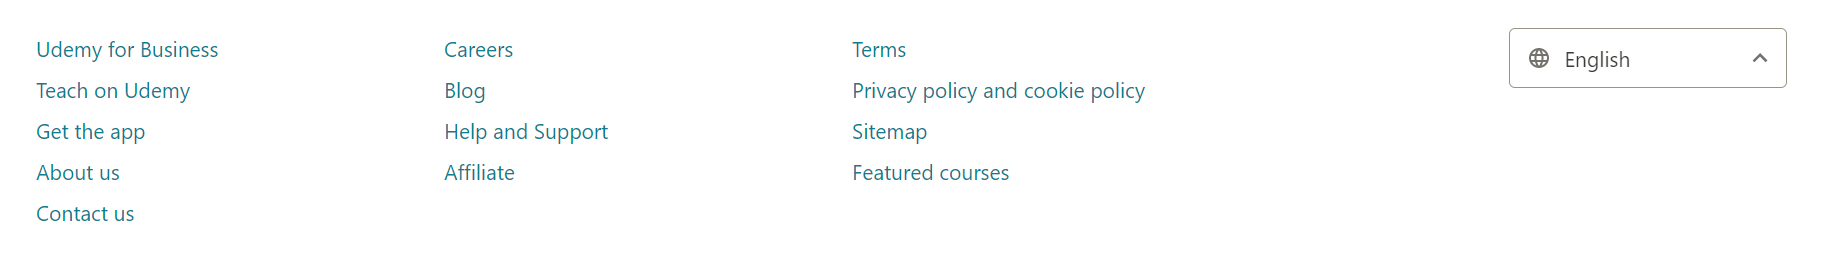 Udemy for Business
Teach on Udemy
Get the app
About us
Contact us
Careers
Blog
Help and Support
Affiliate
Terms
Privacy policy and cookie policy
Sitemap
Featured courses
English